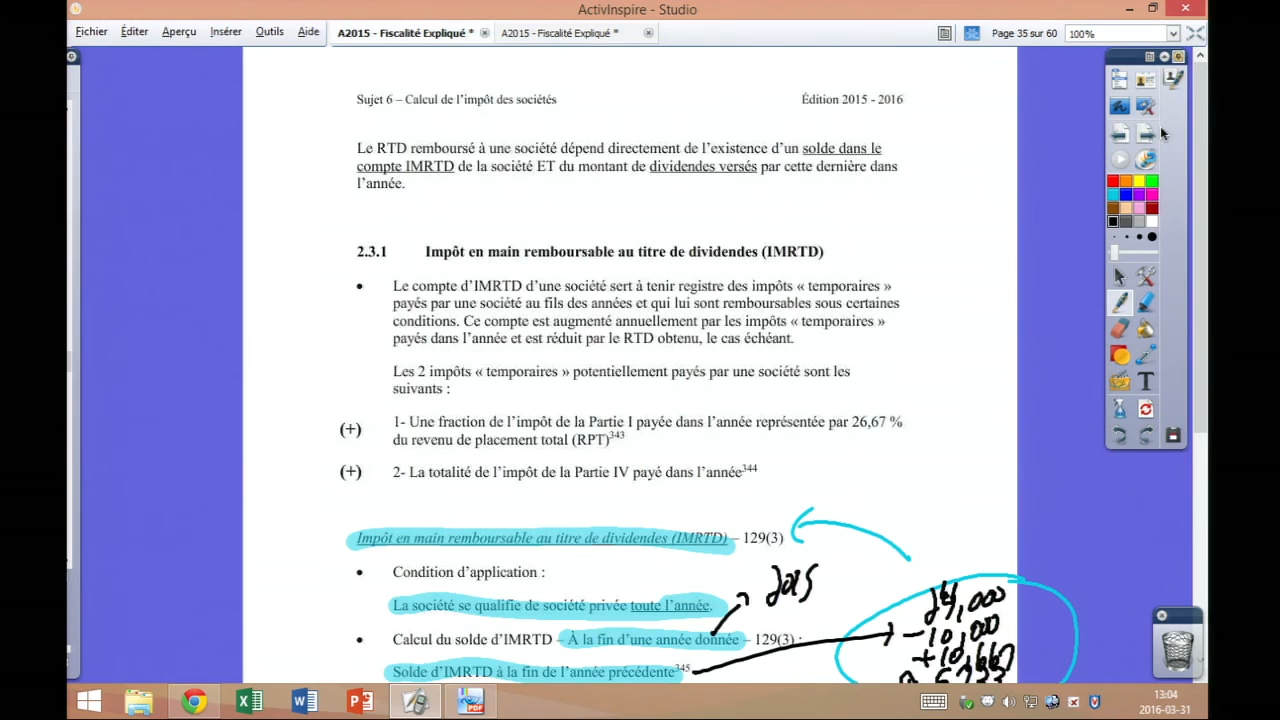 ActivInspire - Studio
Fichier Éditer Aperçu Insérer Outils Aide
A2015 - Fiscalité Expliqué * A2015 - Fiscalité Expliqué *
Page 35 sur 60 100%
Sujet 6 – Calcul de l'impôt des sociétés Édition 2015 - 2016
Le RTD remboursé à une société dépend directement de l'existence d'un solde dans le
compte IMRTD de la société ET du montant de dividendes versés par cette dernière dans
l'année.
2.3.1 Impôt en main remboursable au titre de dividendes (IMRTD)
• Le compte d'IMRTD d'une société sert à tenir registre des impôts « temporaires »
payés par une société au fils des années et qui lui sont remboursables sous certaines
conditions. Ce compte est augmenté annuellement par les impôts « temporaires »
payés dans l'année et est réduit par le RTD obtenu, le cas échéant.
Les 2 impôts « temporaires » potentiellement payés par une société sont les
suivants :
(+) 1- Une fraction de l'impôt de la Partie I payée dans l'année représentée par 26,67 %
du revenu de placement total (RPT)343
(+) 2- La totalité de l'impôt de la Partie IV payé dans l'année344
Impôt en main remboursable au titre de dividendes (IMRTD) – 129(3)
• Condition d'application :
2015
La société se qualifie de société privée toute l'année.
• Calcul du solde d'IMRTD – À la fin d'une année donnée – 129(3) :
Solde d'IMRTD à la fin de l'année précédente345
-10,000
+10,667
13:04
2016-03-31